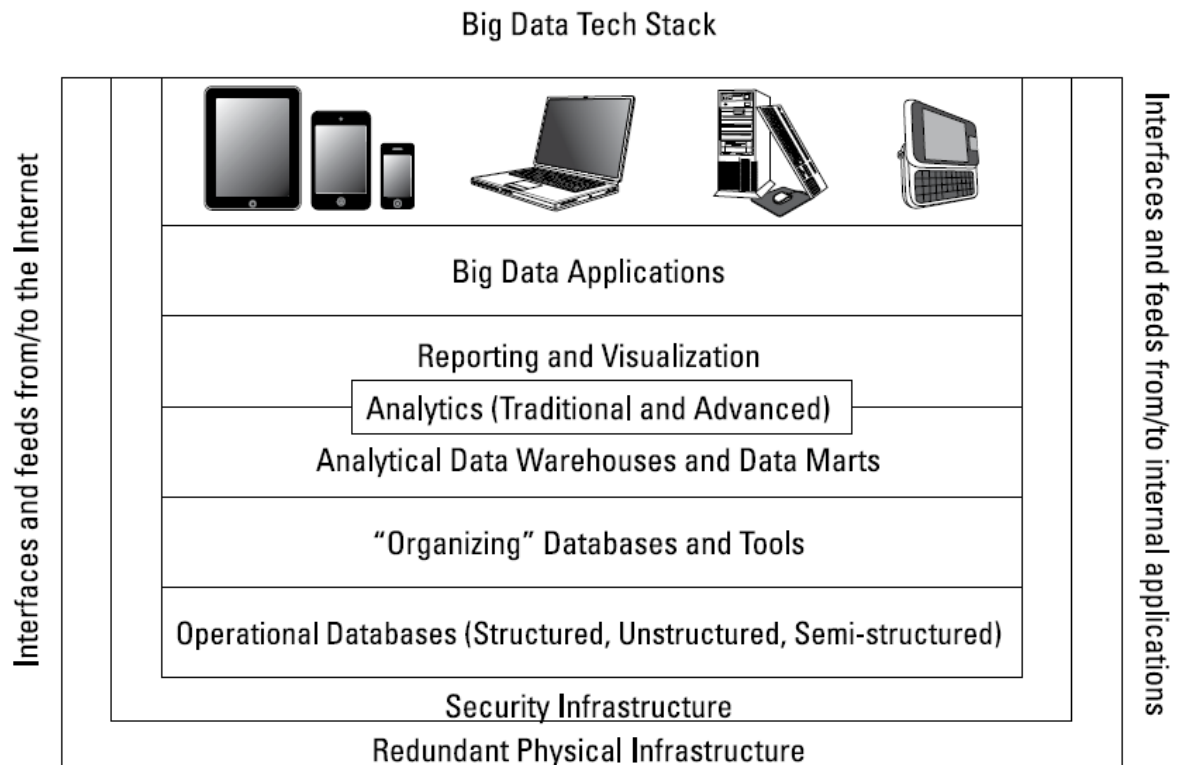 Big Data Tech Stack
Interfaces and feeds from/to the Internet
Interfaces and feeds from/to internal applications
Big Data Applications
Reporting and Visualization
Analytics (Traditional and Advanced)
Analytical Data Warehouses and Data Marts
“Organizing” Databases and Tools
Operational Databases (Structured, Unstructured, Semi-structured)
Security Infrastructure
Redundant Physical Infrastructure